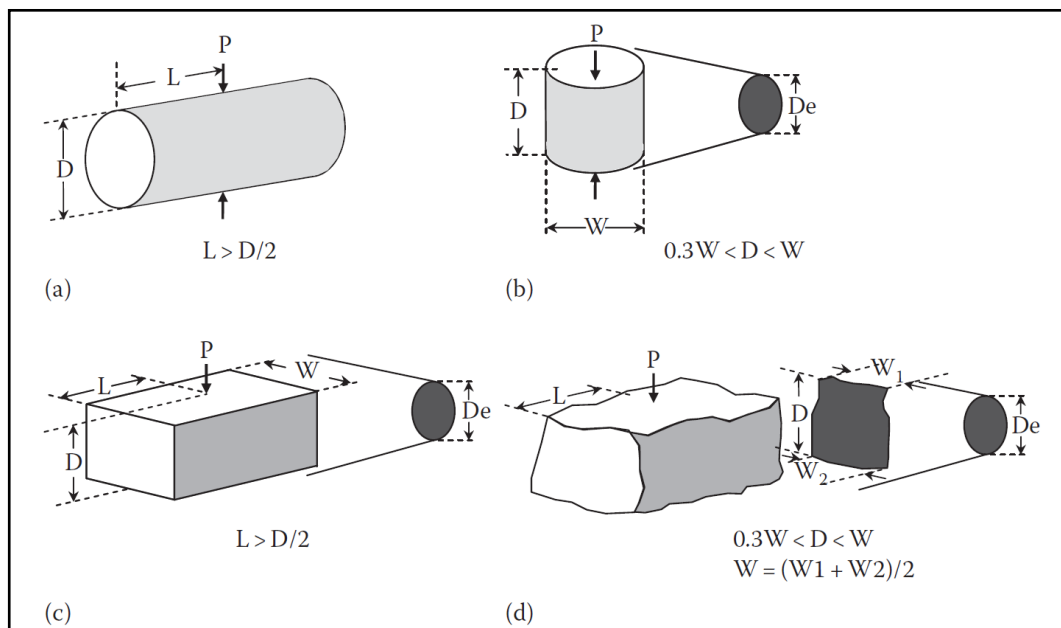 P
L
D
L > D/2
(a)
P
D
De
W
0.3W < D < W
(b)
P
L
W
De
D
L > D/2
(c)
P
L
W1
D
De
W2
0.3W < D < W
W = (W1 + W2)/2
(d)